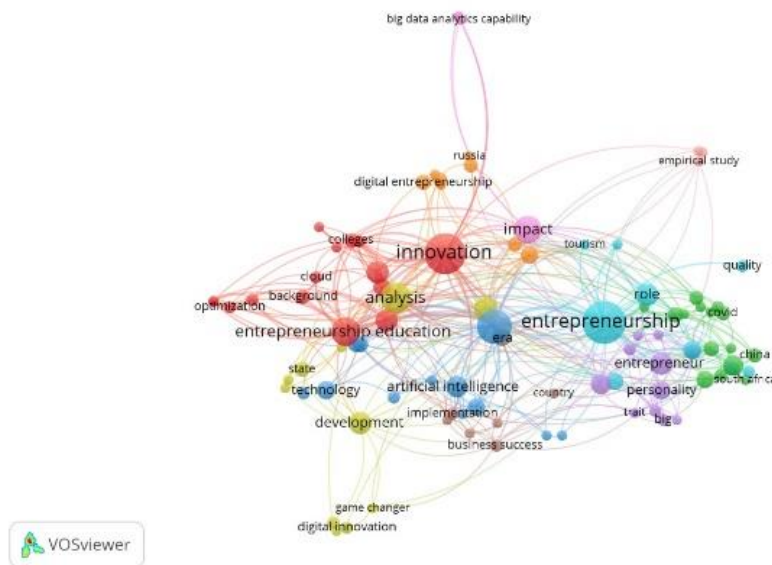 big data analytics capability
russia
empirical study
digital entrepreneurship
impact
colleges
tourism
innovation
quality
cloud
role
background
analysis
optimization
covid
entrepreneurship
entrepreneurship education
era
china
state
entrepreneur
technology
artificial intelligence
personality
south africa
country
trait
big
implementation
development
business success
game changer
digital innovation
VOSviewer